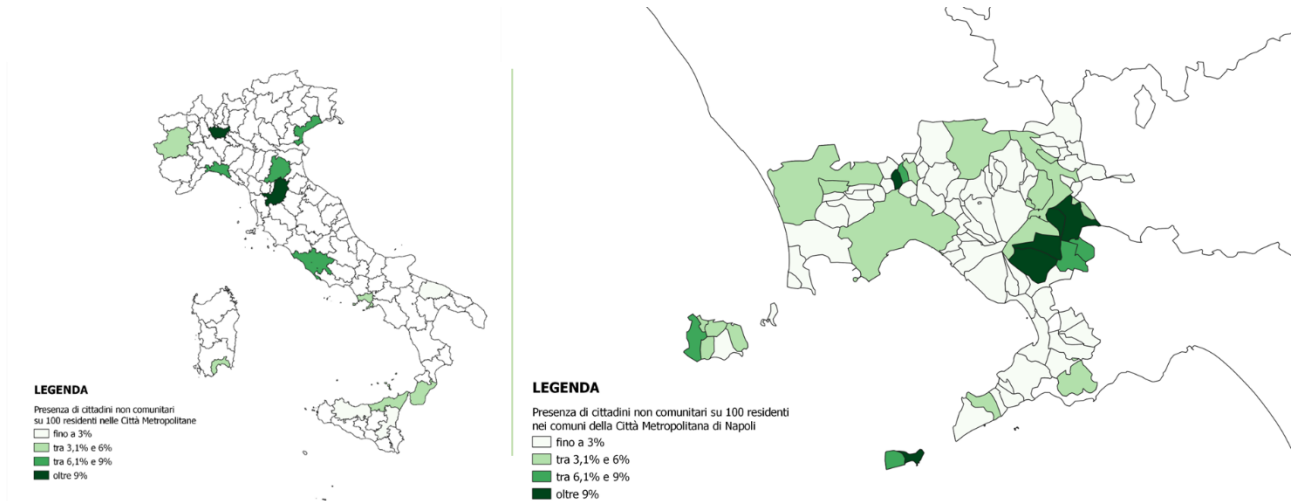 LEGENDA
Presenza di cittadini non comunitari
su 100 residenti nelle Città Metropolitane
fino a 3%
tra 3,1% e 6%
tra 6,1% e 9%
oltre 9%
LEGENDA
Presenza di cittadini non comunitari su 100 residenti
nei comuni della Città Metropolitana di Napoli
fino a 3%
tra 3,1% e 6%
tra 6,1% e 9%
oltre 9%